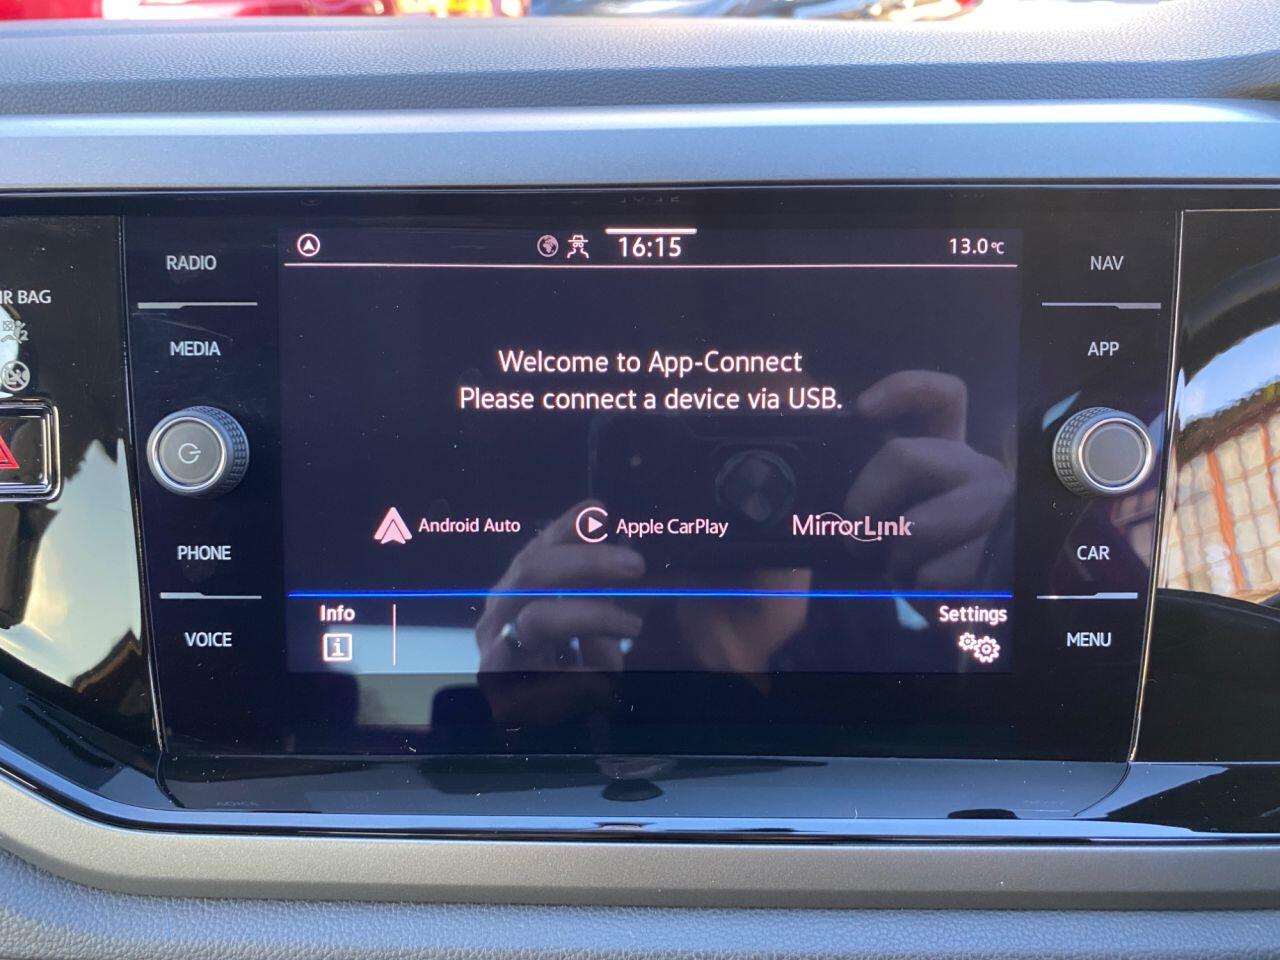 16:15
13.0°C
RADIO
NAV
IR BAG
MEDIA
APP
Welcome to App-Connect
Please connect a device via USB.
Android Auto
Apple CarPlay
MirrorLink
PHONE
CAR
Info
Settings
VOICE
MENU